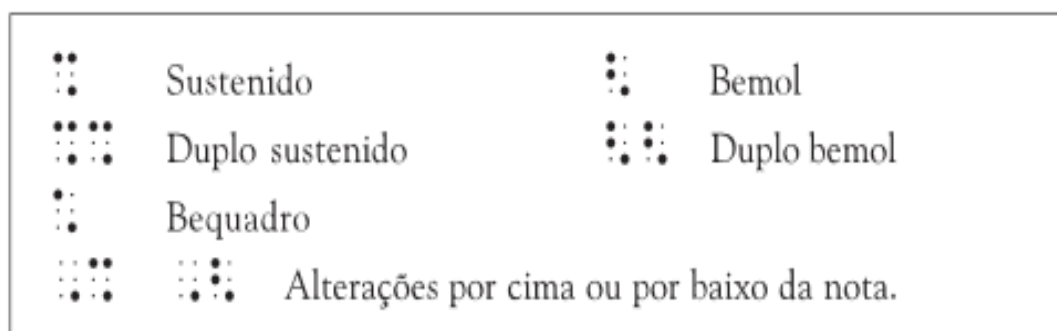 ⠩ Sustenido ⠣ Bemol
⠩⠩ Duplo sustenido ⠣⠣ Duplo bemol
⠡ Bequadro
⠠⠩ ⠠⠣ Alterações por cima ou por baixo da nota.